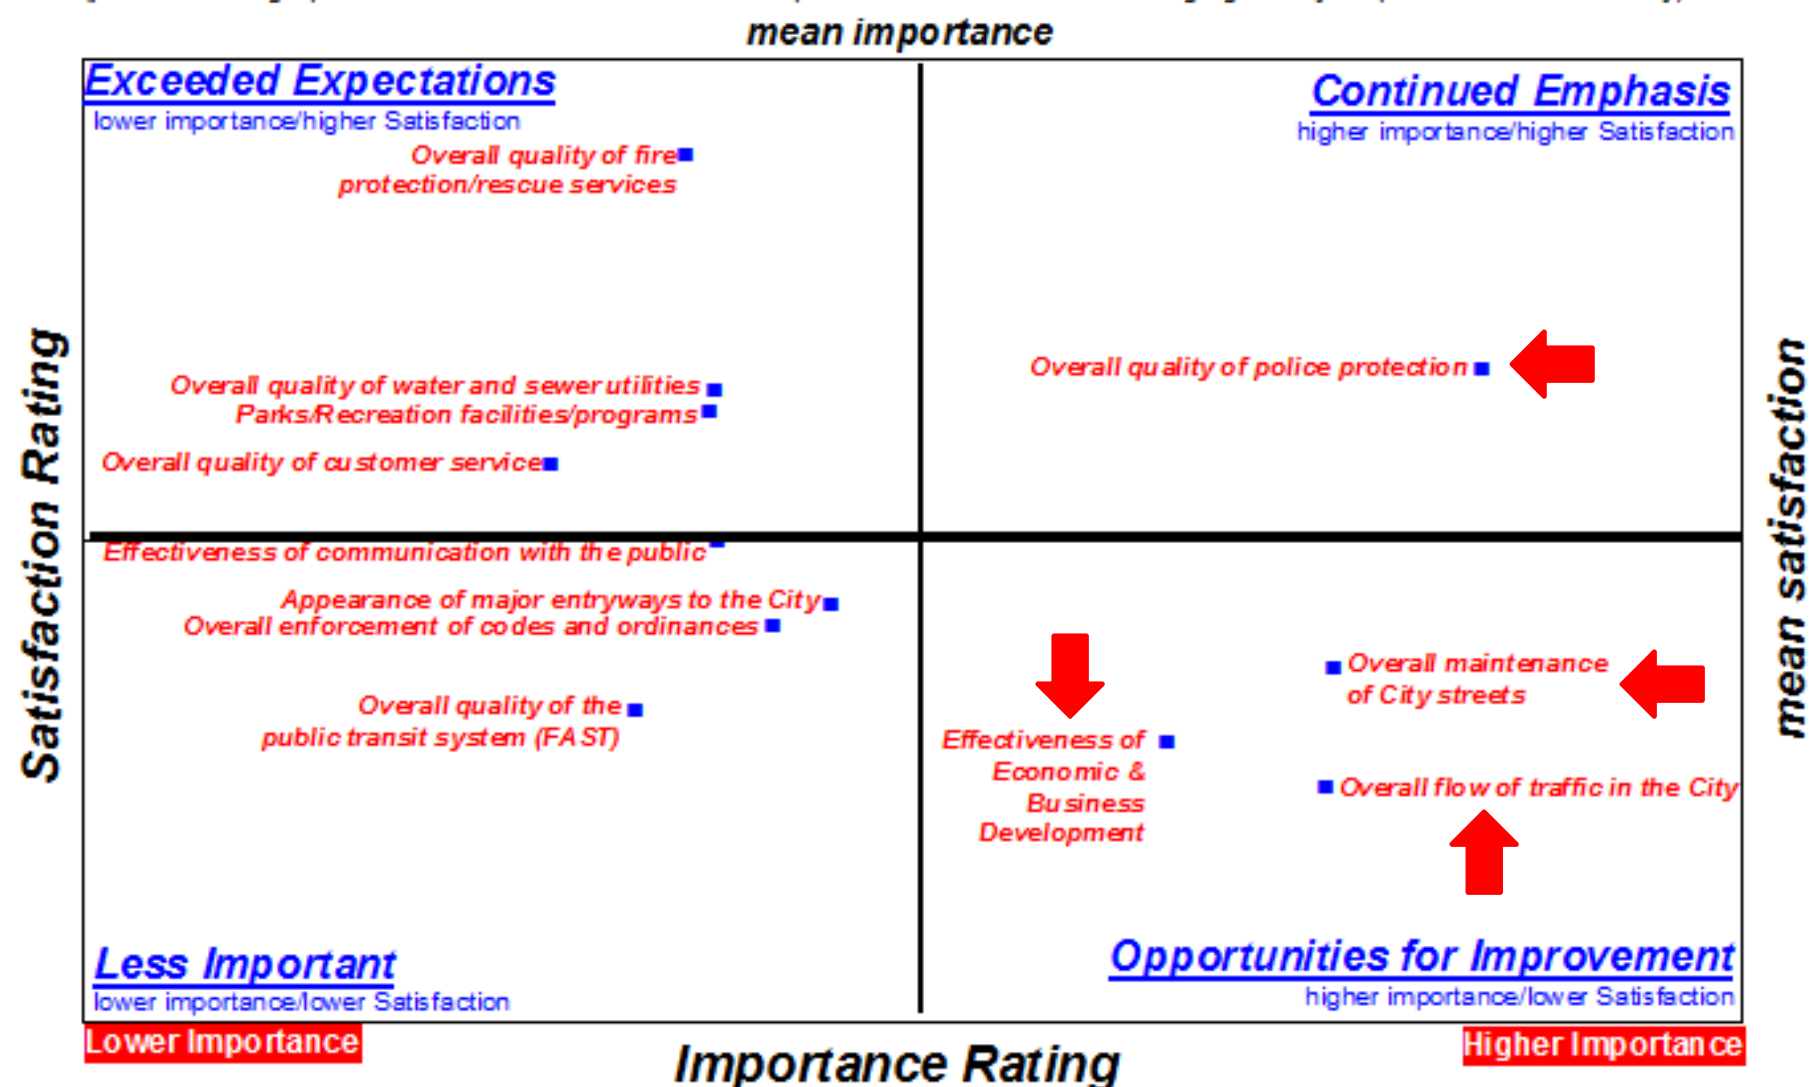 mean importance
Exceeded Expectations
lower importance/higher Satisfaction
Continued Emphasis
higher importance/higher Satisfaction
Overall quality of fire
protection/rescue services
Overall quality of police protection
Overall quality of water and sewer utilities
Parks/Recreation facilities/programs
Overall quality of customer service
Satisfaction Rating
mean satisfaction
Effectiveness of communication with the public
Appearance of major entryways to the City
Overall enforcement of codes and ordinances
Overall quality of the
public transit system (FAST)
Overall maintenance
of City streets
Effectiveness of
Economic &
Business
Development
Overall flow of traffic in the City
Less Important
lower importance/lower Satisfaction
Opportunities for Improvement
higher importance/lower Satisfaction
Lower Importance
Importance Rating
Higher Importance